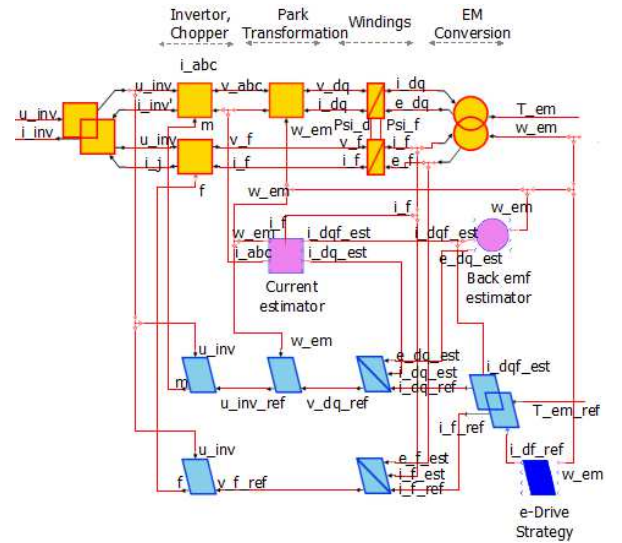 Invertor, Park Windings EM
Chopper Transformation Conversion
i_abc
u_inv v_abc v_dq i_dq
i_inv' i_dq e_dq
u_inv T_em
i_inv m Psi_d Psi_f w_em
u_inv v_f w_em v_f i_f
i_j i_f i_f e_f
f
w_em
i_f i_f w_em
w_em i_dqf_est
i_abc i_dq_est e_dq_est
Current Back emf
estimator estimator
u_inv w_em e_dq_est i_dqf_est
m i_dq_est
u_inv_ref v_dq_ref i_dq_ref
T_em_ref
i_f_ref
u_inv e_f_est i_df_ref
i_f_est
f v_f_ref i_f_ref w_em
e-Drive
Strategy